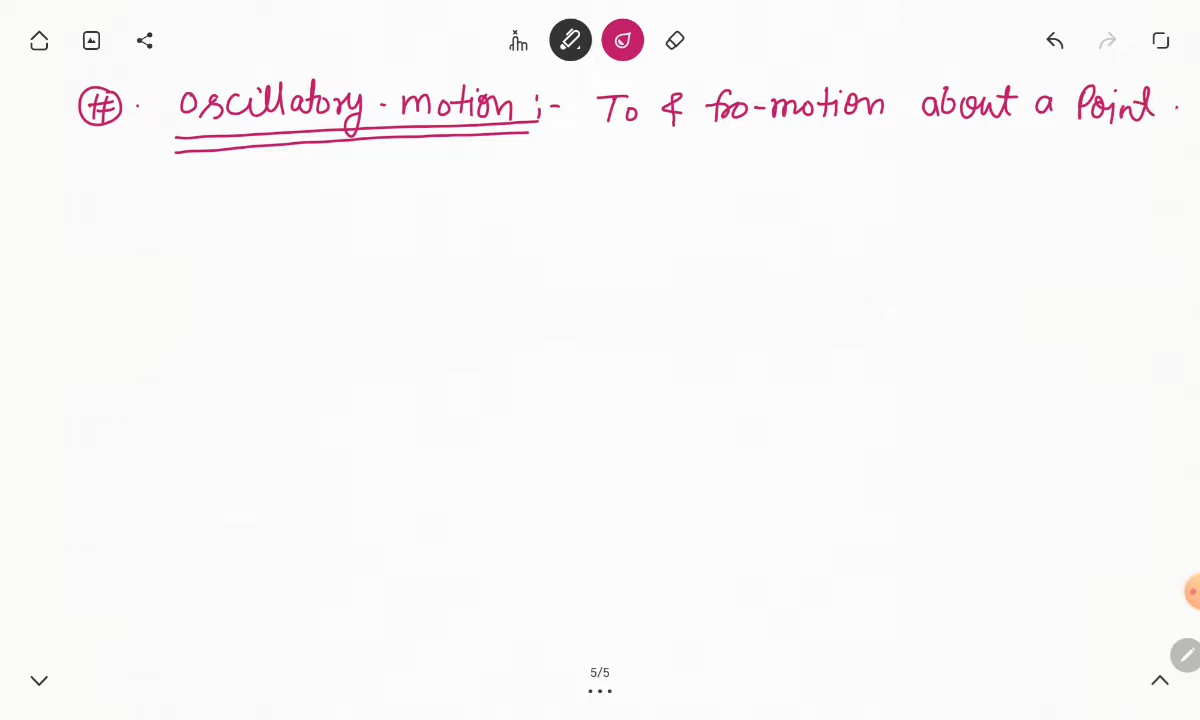 # . Oscillatory - motion :- To & fro-motion about a Point .
5/5